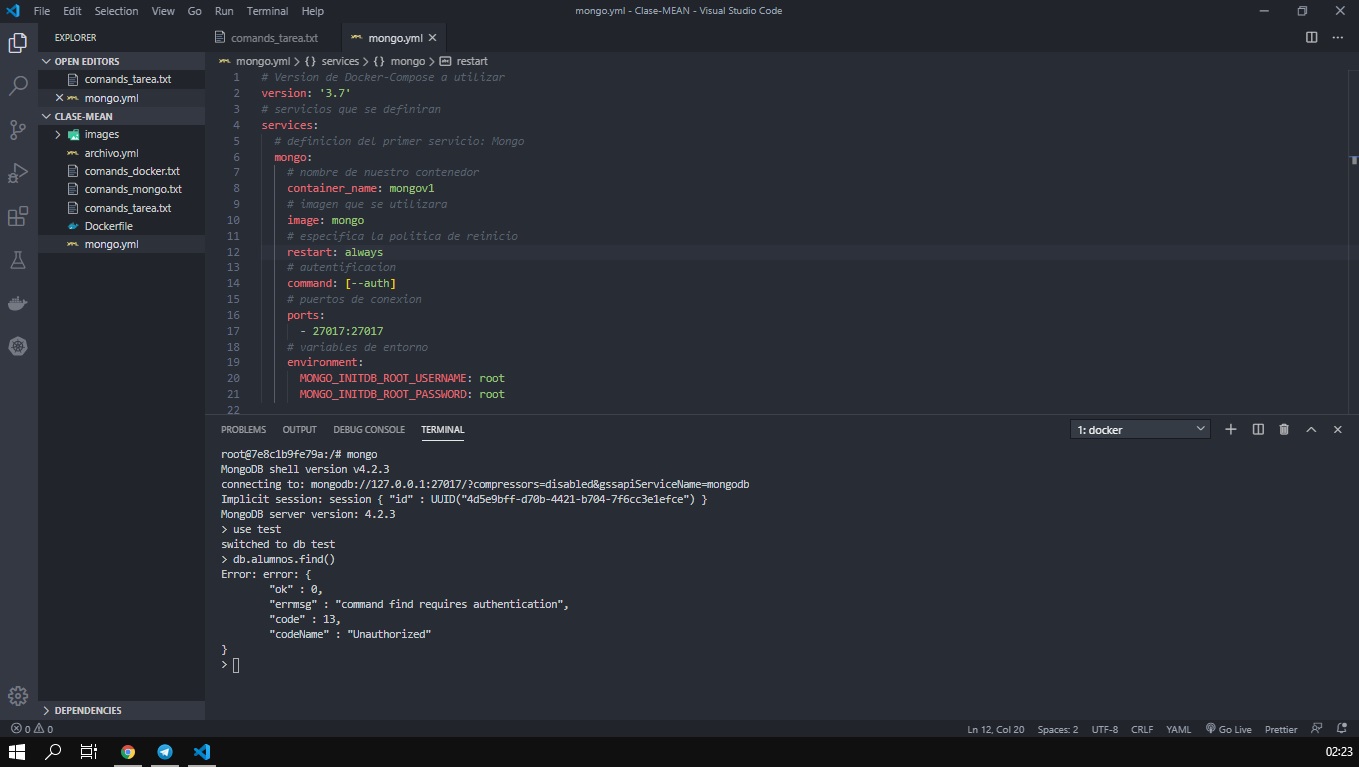 File Edit Selection View Go Run Terminal Help
mongo.yml - Clase-MEAN - Visual Studio Code
EXPLORER
OPEN EDITORS
comands_tarea.txt
mongo.yml
CLASE-MEAN
images
archivo.yml
comands_docker.txt
comands_mongo.txt
comands_tarea.txt
Dockerfile
mongo.yml
DEPENDENCIES
comands_tarea.txt
mongo.yml
mongo.yml > {} services > {} mongo > restart
1 # Version de Docker-Compose a utilizar
2 version: '3.7'
3 # servicios que se definiran
4 services:
5 # definicion del primer servicio: Mongo
6 mongo:
7 # nombre de nuestro contenedor
8 container_name: mongov1
9 # imagen que se utilizara
10 image: mongo
11 # especifica la politica de reinicio
12 restart: always
13 # autentificacion
14 command: [--auth]
15 # puertos de conexion
16 ports:
17 - 27017:27017
18 # variables de entorno
19 environment:
20 MONGO_INITDB_ROOT_USERNAME: root
21 MONGO_INITDB_ROOT_PASSWORD: root
22
PROBLEMS OUTPUT DEBUG CONSOLE TERMINAL
1: docker
root@7e8c1b9fe79a:/# mongo
MongoDB shell version v4.2.3
connecting to: mongodb://127.0.0.1:27017/?compressors=disabled&gssapiServiceName=mongodb
Implicit session: session { "id" : UUID("4d5e9bff-d70b-4421-b704-7f6cc3e1efce") }
MongoDB server version: 4.2.3
> use test
switched to db test
> db.alumnos.find()
Error: error: {
"ok" : 0,
"errmsg" : "command find requires authentication",
"code" : 13,
"codeName" : "Unauthorized"
}
>
0 0
Ln 12, Col 20 Spaces: 2 UTF-8 CRLF YAML Go Live Prettier
02:23